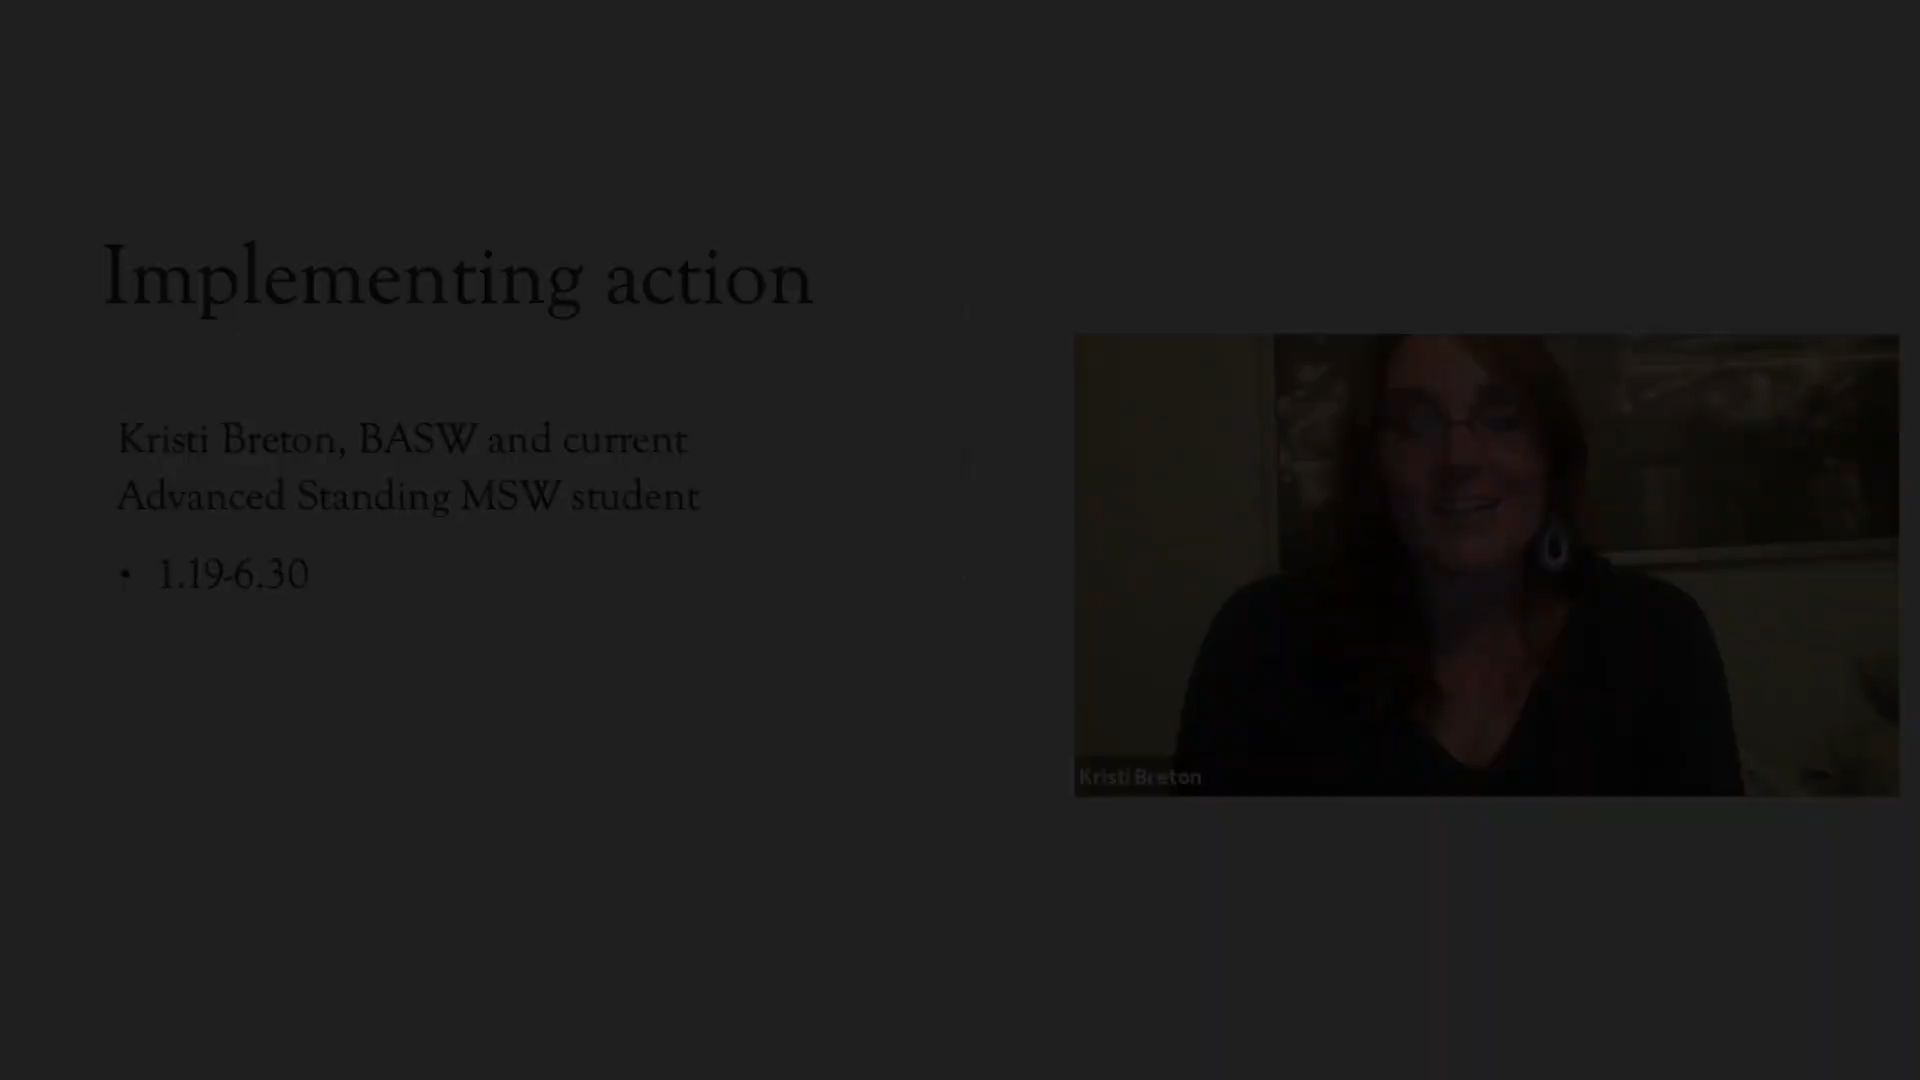 Implementing action
Kristi Breton, BASW and current
Advanced Standing MSW student
• 1.19-6.30
Kristi Breton